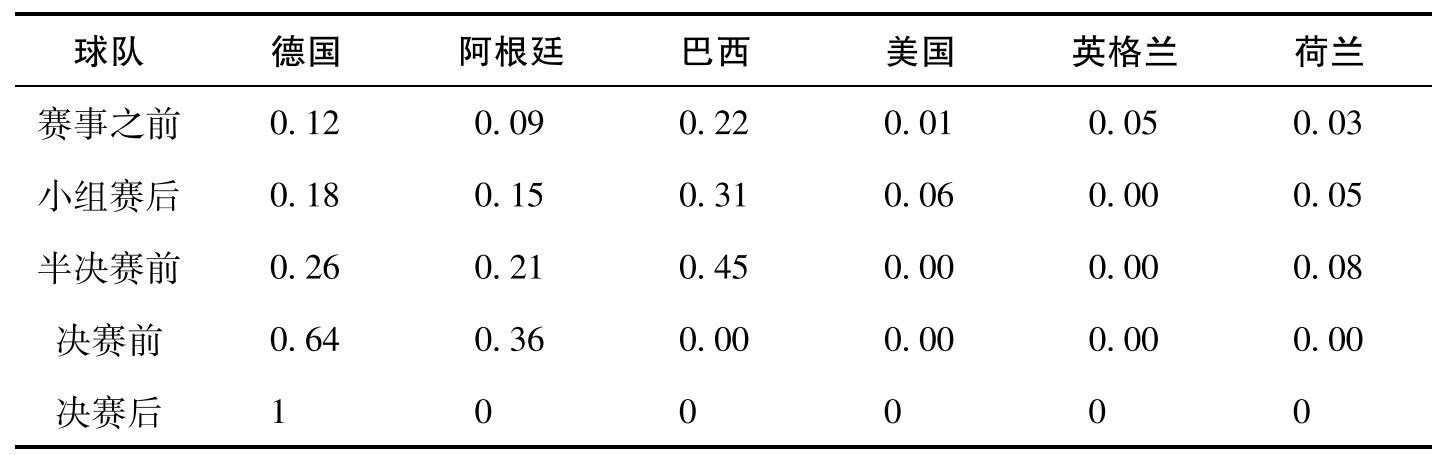 球队 德国 阿根廷 巴西 美国 英格兰 荷兰
赛事之前 0.12 0.09 0.22 0.01 0.05 0.03
小组赛后 0.18 0.15 0.31 0.06 0.00 0.05
半决赛前 0.26 0.21 0.45 0.00 0.00 0.08
决赛前 0.64 0.36 0.00 0.00 0.00 0.00
决赛后 1 0 0 0 0 0